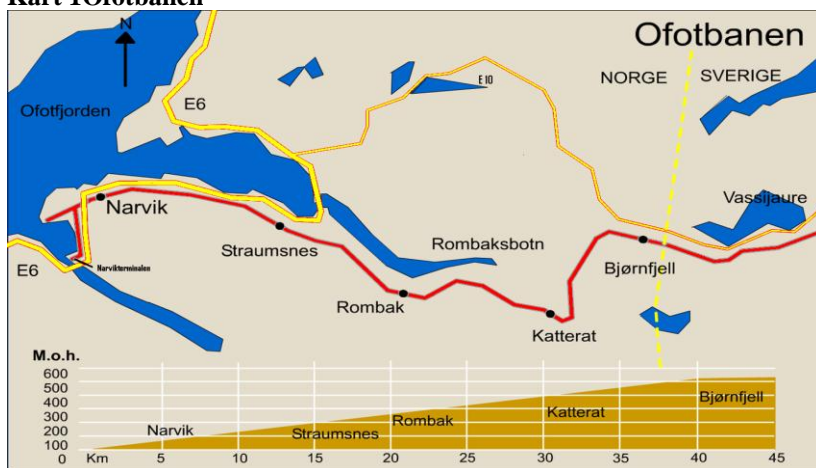 Kart 1Ofotbanen
Ofotbanen
N
NORGE
SVERIGE
E 10
Ofotfjorden
E6
Vassijaure
Narvik
Straumsnes
Rombaksbotn
Bjørnfjell
Narvikterminalen
E6
Rombak
Katterat
M.o.h.
600
500
400
300
200
100
0
Narvik
Straumsnes
Rombak
Katterat
Bjørnfjell
Km
5
10
15
20
25
30
35
40
45